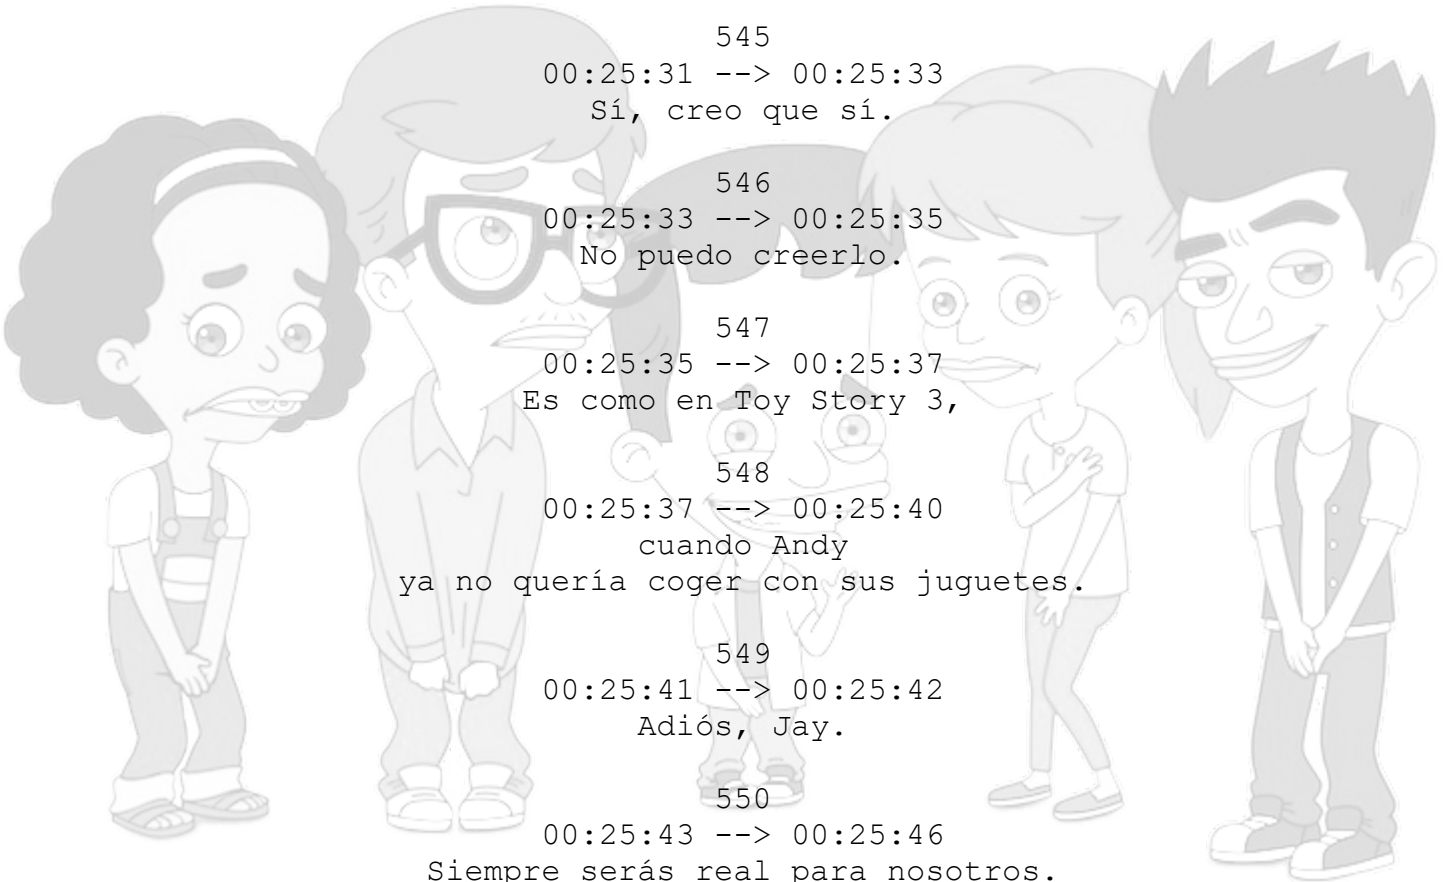 545
00:25:31 --> 00:25:33
Sí, creo que sí.
546
00:25:33 --> 00:25:35
No puedo creerlo.
547
00:25:35 --> 00:25:37
Es como en Toy Story 3,
548
00:25:37 --> 00:25:40
cuando Andy
ya no quería coger con sus juguetes.
549
00:25:41 --> 00:25:42
Adiós, Jay.
550
00:25:43 --> 00:25:46
Siempre serás real para nosotros.